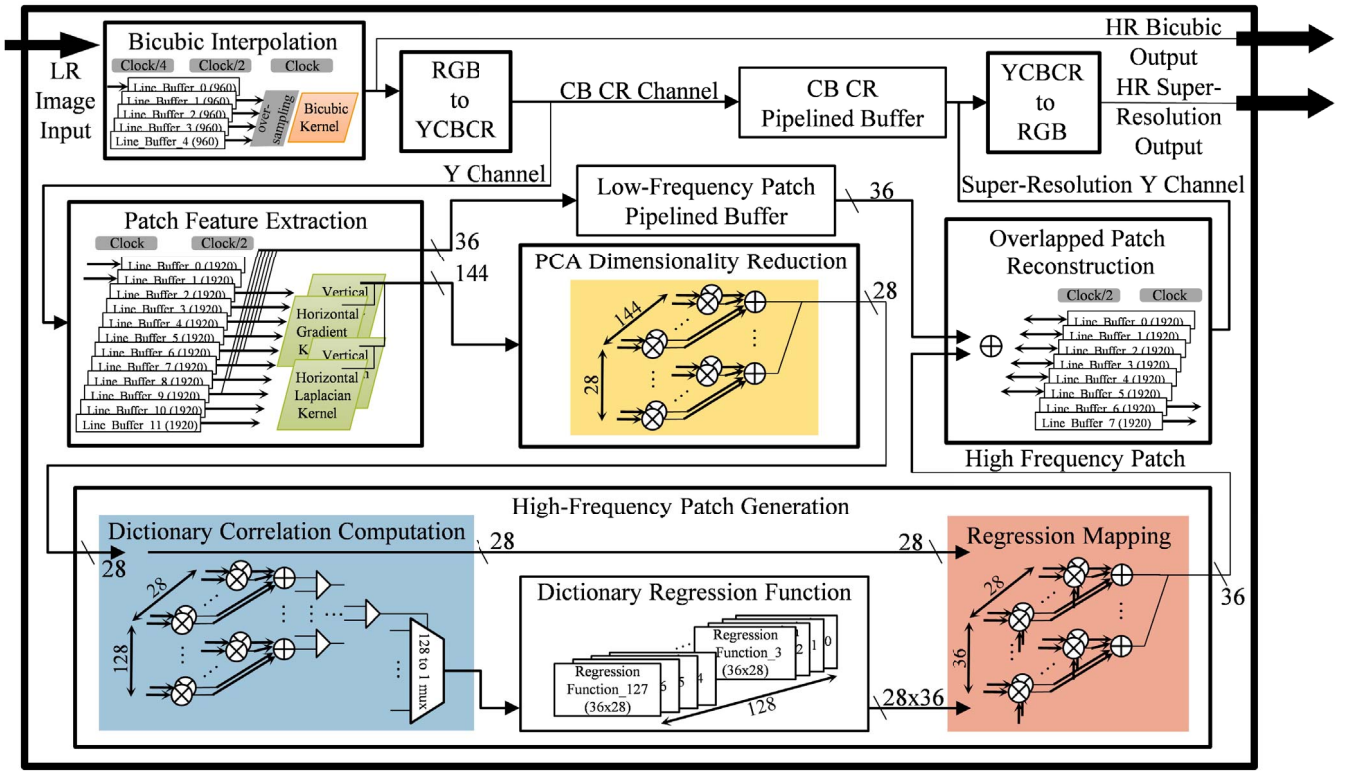 Bicubic Interpolation
Clock/4 Clock/2 Clock
Line_Buffer_0 (960)
Line_Buffer_1 (960)
Line_Buffer_2 (960)
Line_Buffer_3 (960)
Line_Buffer_4 (960)
over-
sampling
Bicubic
Kernel
LR
Image
Input
RGB
to
YCBCR
CB CR Channel
CB CR
Pipelined Buffer
YCBCR
to
RGB
HR Bicubic
Output
HR Super-
Resolution
Output
Y Channel
Low-Frequency Patch
Pipelined Buffer
36
Super-Resolution Y Channel
Patch Feature Extraction
Clock Clock/2
Line_Buffer_0 (1920)
Line_Buffer_1 (1920)
Line_Buffer_2 (1920)
Line_Buffer_3 (1920)
Line_Buffer_4 (1920)
Line_Buffer_5 (1920)
Line_Buffer_6 (1920)
Line_Buffer_7 (1920)
Line_Buffer_8 (1920)
Line_Buffer_9 (1920)
Line_Buffer_10 (1920)
Line_Buffer_11 (1920)
Vertical
Horizontal
Gradient
K
Vertical
Horizontal
Laplacian
Kernel
36
144
PCA Dimensionality Reduction
144
28
28
Overlapped Patch
Reconstruction
Clock/2 Clock
Line_Buffer_0 (1920)
Line_Buffer_1 (1920)
Line_Buffer_2 (1920)
Line_Buffer_3 (1920)
Line_Buffer_4 (1920)
Line_Buffer_5 (1920)
Line_Buffer_6 (1920)
Line_Buffer_7 (1920)
High Frequency Patch
High-Frequency Patch Generation
Dictionary Correlation Computation
28
28
128
128 to 1 mux
28
28
Dictionary Regression Function
Regression
Function_3
(36x28)
2 1 0
Regression
Function_127
(36x28)
6 5 4
128
28x36
Regression Mapping
28
36
36